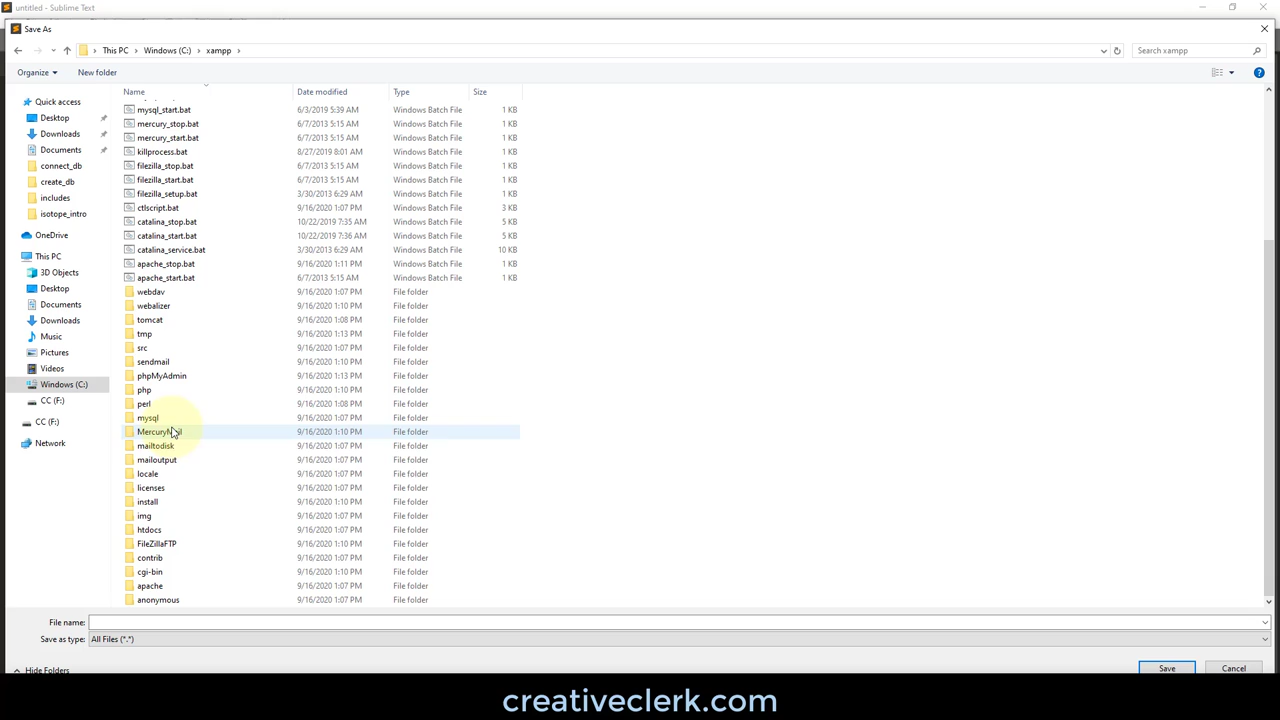 untitled - Sublime Text
Save As
This PC > Windows (C:) > xampp >
Search xampp
Organize
New folder
Name Date modified Type Size
Quick access
Desktop
Downloads
Documents
connect_db
create_db
includes
isotope_intro
OneDrive
This PC
3D Objects
Desktop
Documents
Downloads
Music
Pictures
Videos
Windows (C:)
CC (F:)
CC (F:)
Network
mysql_start.bat 6/3/2019 5:39 AM Windows Batch File 1 KB
mercury_stop.bat 6/7/2013 5:15 AM Windows Batch File 1 KB
mercury_start.bat 6/7/2013 5:15 AM Windows Batch File 1 KB
killprocess.bat 8/27/2019 8:01 AM Windows Batch File 1 KB
filezilla_stop.bat 6/7/2013 5:15 AM Windows Batch File 1 KB
filezilla_start.bat 6/7/2013 5:15 AM Windows Batch File 1 KB
filezilla_setup.bat 3/30/2013 6:29 AM Windows Batch File 1 KB
ctlscript.bat 9/16/2020 1:07 PM Windows Batch File 3 KB
catalina_stop.bat 10/22/2019 7:35 AM Windows Batch File 5 KB
catalina_start.bat 10/22/2019 7:36 AM Windows Batch File 5 KB
catalina_service.bat 3/30/2013 6:29 AM Windows Batch File 10 KB
apache_stop.bat 9/16/2020 1:11 PM Windows Batch File 1 KB
apache_start.bat 6/7/2013 5:15 AM Windows Batch File 1 KB
webdav 9/16/2020 1:07 PM File folder
webalizer 9/16/2020 1:10 PM File folder
tomcat 9/16/2020 1:08 PM File folder
tmp 9/16/2020 1:13 PM File folder
src 9/16/2020 1:07 PM File folder
sendmail 9/16/2020 1:10 PM File folder
phpMyAdmin 9/16/2020 1:13 PM File folder
php 9/16/2020 1:10 PM File folder
perl 9/16/2020 1:08 PM File folder
mysql 9/16/2020 1:07 PM File folder
MercuryMail 9/16/2020 1:10 PM File folder
mailtodisk 9/16/2020 1:07 PM File folder
mailoutput 9/16/2020 1:07 PM File folder
locale 9/16/2020 1:07 PM File folder
licenses 9/16/2020 1:07 PM File folder
install 9/16/2020 1:10 PM File folder
img 9/16/2020 1:07 PM File folder
htdocs 9/16/2020 1:07 PM File folder
FileZillaFTP 9/16/2020 1:10 PM File folder
contrib 9/16/2020 1:07 PM File folder
cgi-bin 9/16/2020 1:10 PM File folder
apache 9/16/2020 1:07 PM File folder
anonymous 9/16/2020 1:07 PM File folder
File name:
Save as type: All Files (*.*)
Hide Folders
Save
Cancel
creativeclerk.com